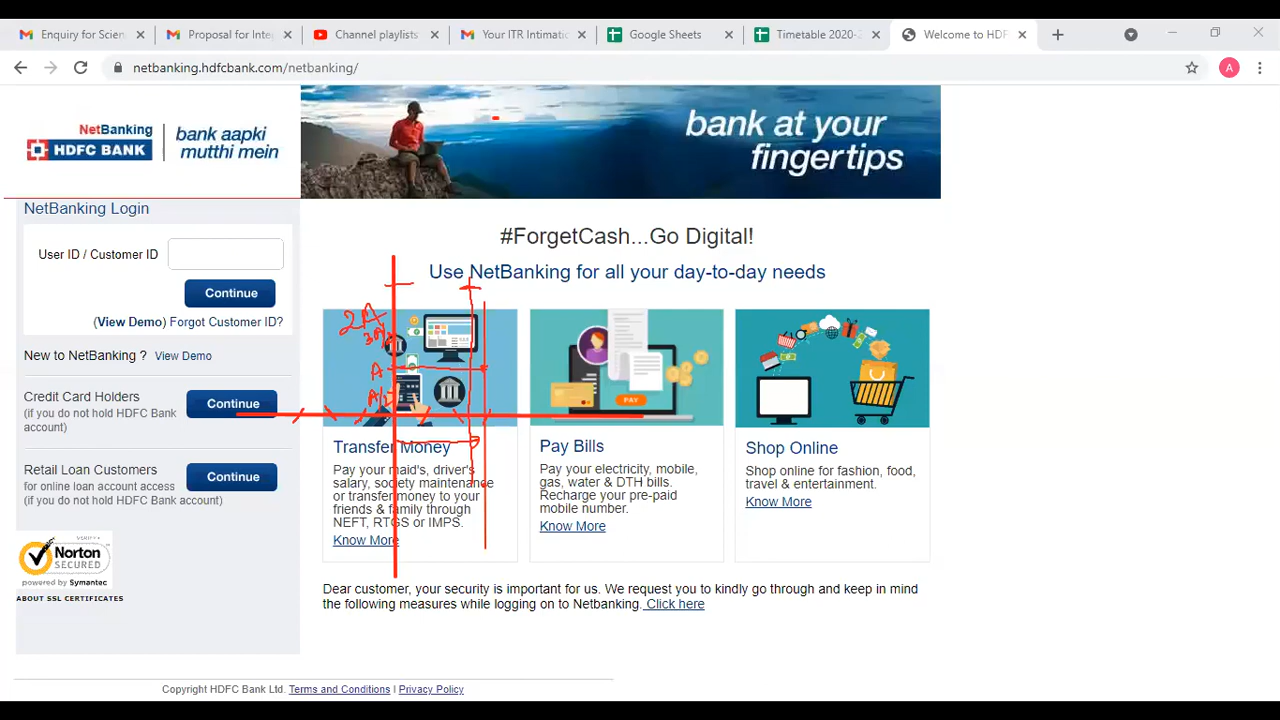 Enquiry for Scien
Proposal for Inte
Channel playlists
Your ITR Intimatic
Google Sheets
Timetable 2020-2
Welcome to HDF
netbanking.hdfcbank.com/netbanking/
A
NetBanking
HDFC BANK
bank aapki
mutthi mein
bank at your
fingertips
NetBanking Login
User ID / Customer ID
Continue
(View Demo) Forgot Customer ID?
New to NetBanking ? View Demo
Credit Card Holders
(if you do not hold HDFC Bank
account)
Continue
Retail Loan Customers
for online loan account access
(if you do not hold HDFC Bank account)
Continue
VERIFY
Norton
SECURED
powered by Symantec
ABOUT SSL CERTIFICATES
#ForgetCash...Go Digital!
Use NetBanking for all your day-to-day needs
2A
3A/2
A
A/2
Transfer Money
Pay your maid's, driver's
salary, society maintenance
or transfer money to your
friends & family through
NEFT, RTGS or IMPS.
Know More
PAY
Pay Bills
Pay your electricity, mobile,
gas, water & DTH bills.
Recharge your pre-paid
mobile number.
Know More
Shop Online
Shop online for fashion, food,
travel & entertainment.
Know More
Dear customer, your security is important for us. We request you to kindly go through and keep in mind
the following measures while logging on to Netbanking. Click here
Copyright HDFC Bank Ltd. Terms and Conditions I Privacy Policy